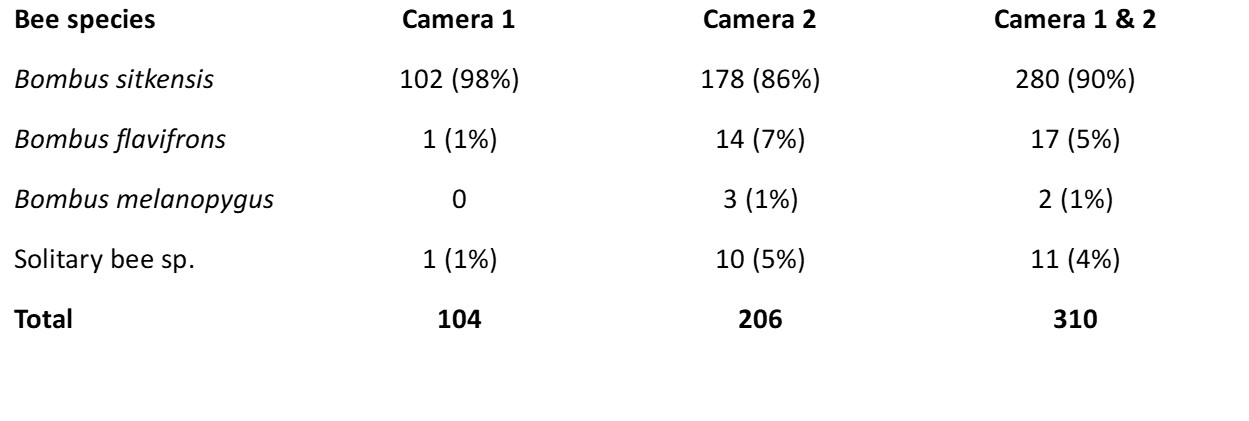 Bee species Camera 1 Camera 2 Camera 1 & 2
Bombus sitkensis 102 (98%) 178 (86%) 280 (90%)
Bombus flavifrons 1 (1%) 14 (7%) 17 (5%)
Bombus melanopygus 0 3 (1%) 2 (1%)
Solitary bee sp. 1 (1%) 10 (5%) 11 (4%)
Total 104 206 310